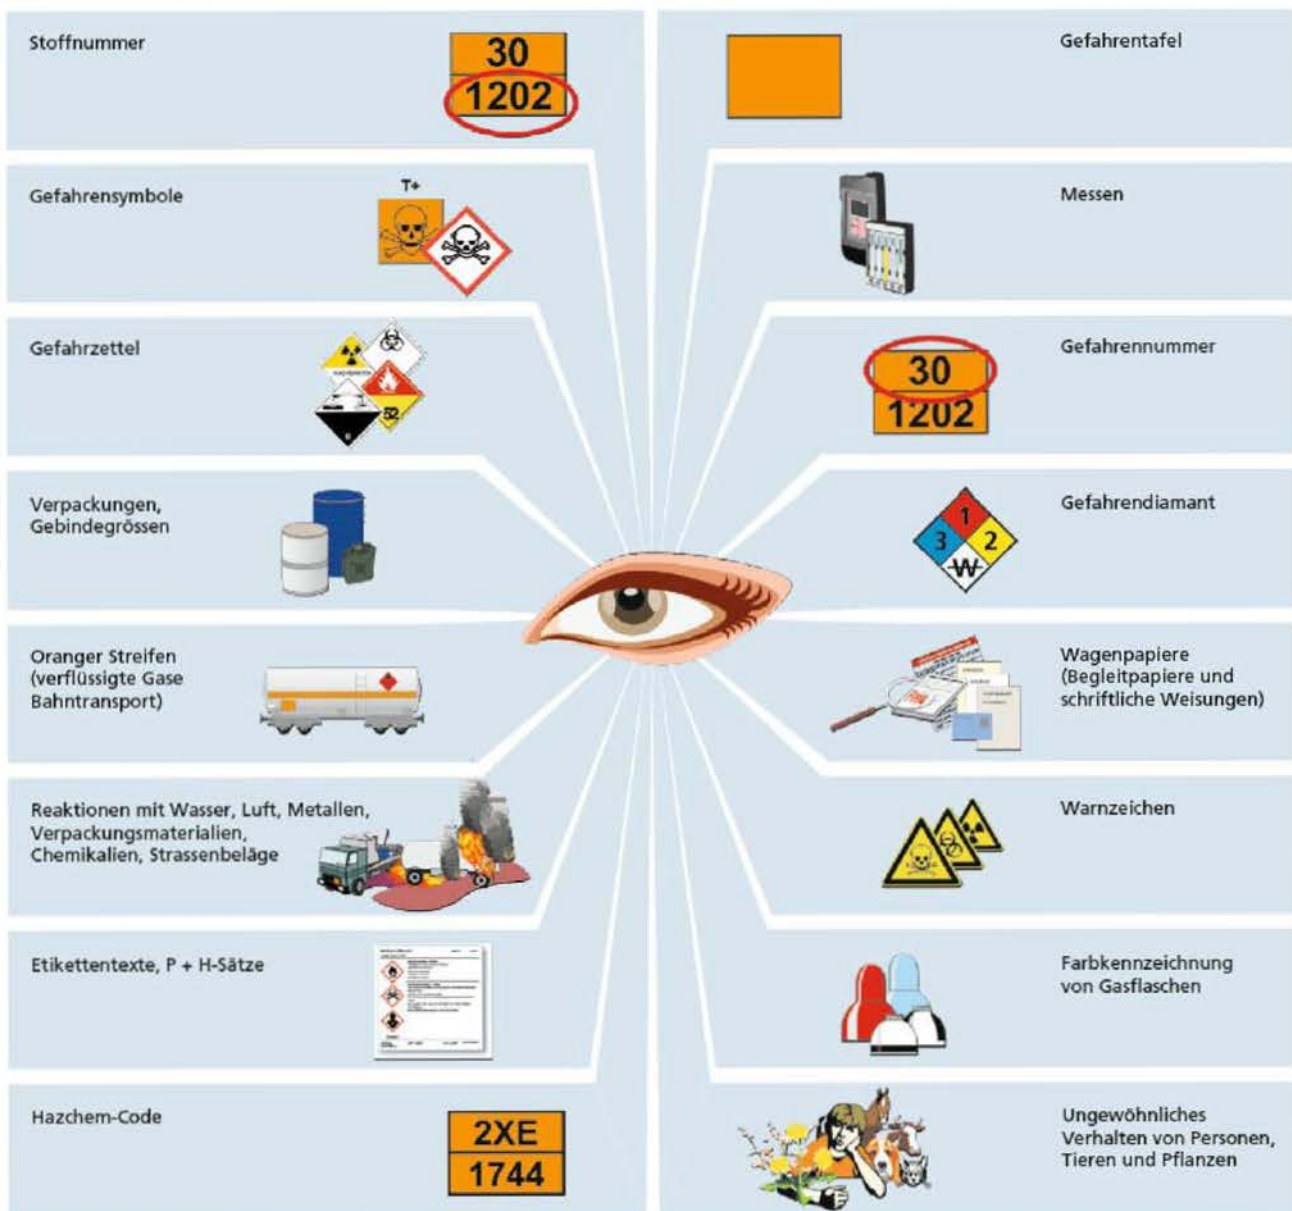 Stoffnummer
30
1202
Gefahrentafel
Gefahrensymbole
T+
Messen
Gefahrzettel
52
8
Gefahrennummer
30
1202
Verpackungen,
Gebindegrössen
Gefahrendiamant
1
3 2
W
Oranger Streifen
(verflüssigte Gase
Bahntransport)
Wagenpapiere
(Begleitpapiere und
schriftliche Weisungen)
Reaktionen mit Wasser, Luft, Metallen,
Verpackungsmaterialien,
Chemikalien, Strassenbeläge
Warnzeichen
Etikettentexte, P + H-Sätze
Farbkennzeichnung
von Gasflaschen
Hazchem-Code
2XE
1744
Ungewöhnliches
Verhalten von Personen,
Tieren und Pflanzen